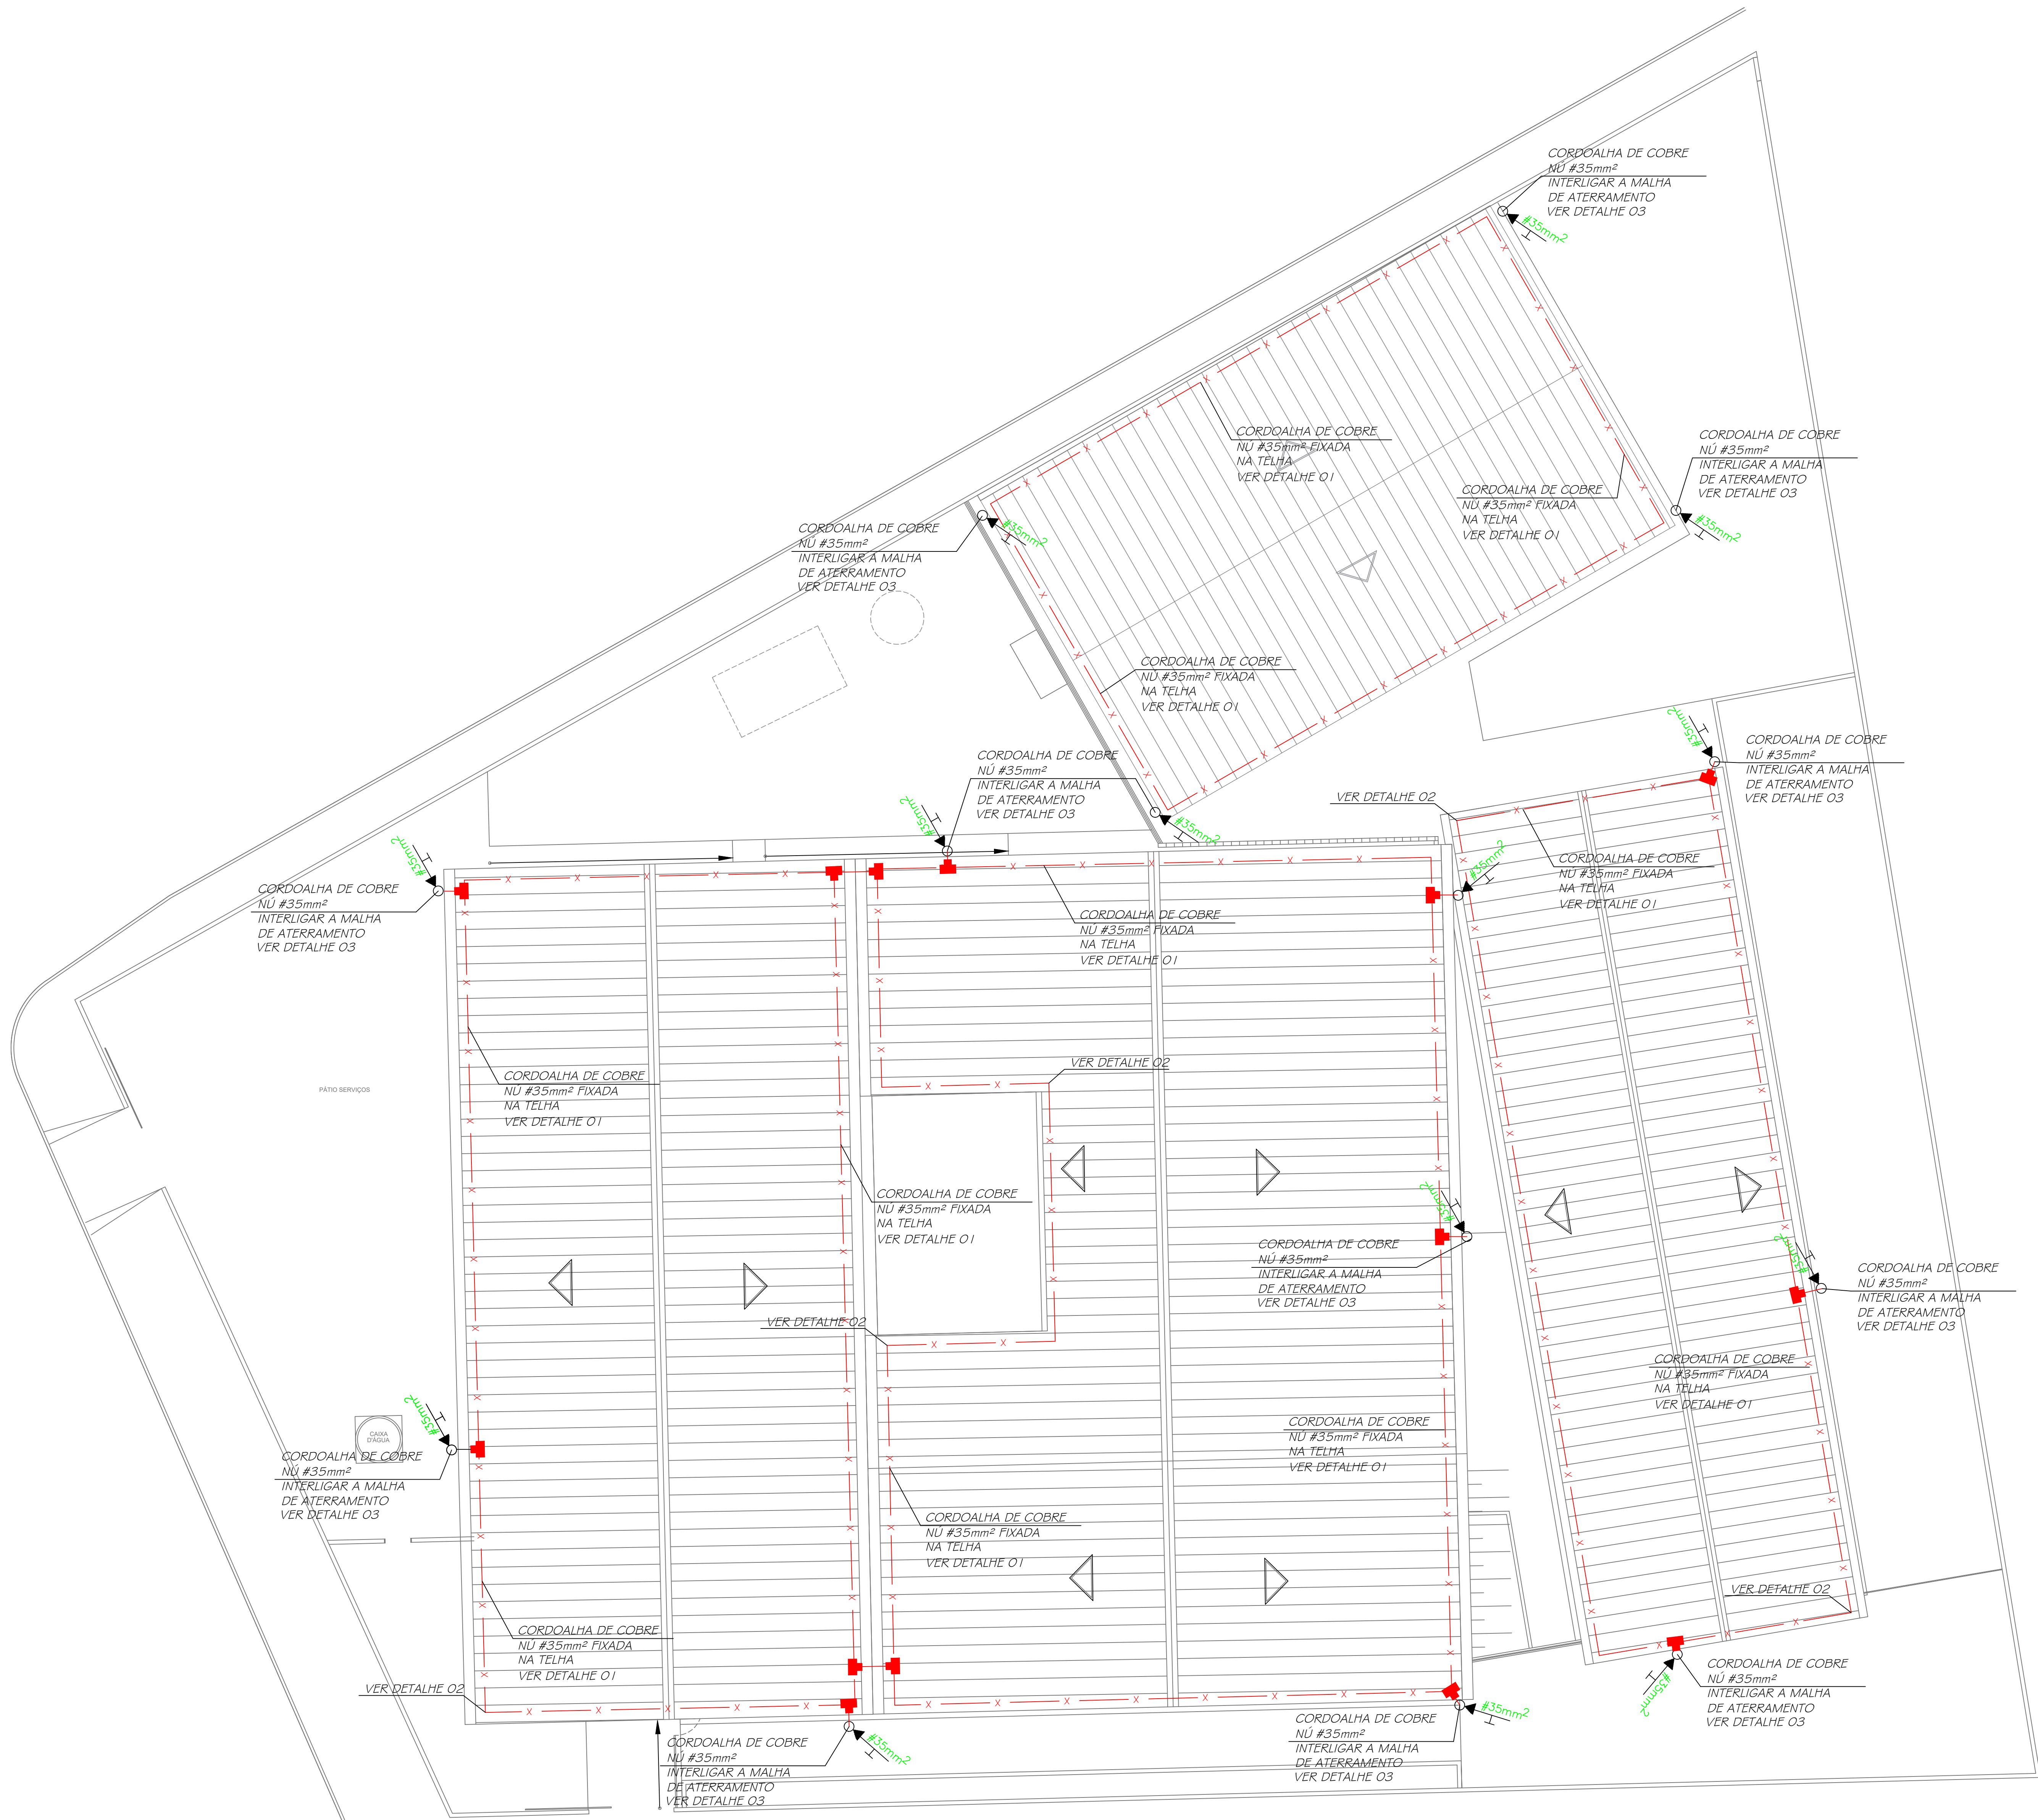 CORDOALHA DE COBRE
NÚ #35mm²
INTERLIGAR A MALHA
DE ATERRAMENTO
VER DETALHE 03
#35mm²
CORDOALHA DE COBRE
NÚ #35mm² FIXADA
NA TELHA
VER DETALHE 01
CORDOALHA DE COBRE
NÚ #35mm²
INTERLIGAR A MALHA
DE ATERRAMENTO
VER DETALHE 03
#35mm²
CORDOALHA DE COBRE
NÚ #35mm² FIXADA
NA TELHA
VER DETALHE 01
CORDOALHA DE COBRE
NÚ #35mm²
INTERLIGAR A MALHA
DE ATERRAMENTO
VER DETALHE 03
#35mm²
CORDOALHA DE COBRE
NÚ #35mm² FIXADA
NA TELHA
VER DETALHE 01
#35mm²
CORDOALHA DE COBRE
NÚ #35mm²
INTERLIGAR A MALHA
DE ATERRAMENTO
VER DETALHE 03
CORDOALHA DE COBRE
NÚ #35mm²
INTERLIGAR A MALHA
DE ATERRAMENTO
VER DETALHE 03
#35mm²
VER DETALHE 02
#35mm²
#35mm²
#35mm²
CORDOALHA DE COBRE
NÚ #35mm² FIXADA
NA TELHA
VER DETALHE 01
CORDOALHA DE COBRE
NÚ #35mm²
INTERLIGAR A MALHA
DE ATERRAMENTO
VER DETALHE 03
CORDOALHA DE COBRE
NÚ #35mm² FIXADA
NA TELHA
VER DETALHE 01
VER DETALHE 02
CORDOALHA DE COBRE
NÚ #35mm² FIXADA
NA TELHA
VER DETALHE 01
PÁTIO SERVIÇOS
CORDOALHA DE COBRE
NÚ #35mm² FIXADA
NA TELHA
VER DETALHE 01
#35mm²
CORDOALHA DE COBRE
NÚ #35mm²
INTERLIGAR A MALHA
DE ATERRAMENTO
VER DETALHE 03
#35mm²
CORDOALHA DE COBRE
NÚ #35mm²
INTERLIGAR A MALHA
DE ATERRAMENTO
VER DETALHE 03
VER DETALHE 02
CORDOALHA DE COBRE
NÚ #35mm² FIXADA
NA TELHA
VER DETALHE 01
#35mm²
CAIXA
D'ÁGUA
CORDOALHA DE COBRE
NÚ #35mm²
INTERLIGAR A MALHA
DE ATERRAMENTO
VER DETALHE 03
CORDOALHA DE COBRE
NÚ #35mm² FIXADA
NA TELHA
VER DETALHE 01
CORDOALHA DE COBRE
NÚ #35mm² FIXADA
NA TELHA
VER DETALHE 01
VER DETALHE 02
CORDOALHA DE COBRE
NÚ #35mm² FIXADA
NA TELHA
VER DETALHE 01
VER DETALHE 02
CORDOALHA DE COBRE
NÚ #35mm²
INTERLIGAR A MALHA
DE ATERRAMENTO
VER DETALHE 03
#35mm²
#35mm²
CORDOALHA DE COBRE
NÚ #35mm²
INTERLIGAR A MALHA
DE ATERRAMENTO
VER DETALHE 03
CORDOALHA DE COBRE
NÚ #35mm²
INTERLIGAR A MALHA
DE ATERRAMENTO
VER DETALHE 03
#35mm²